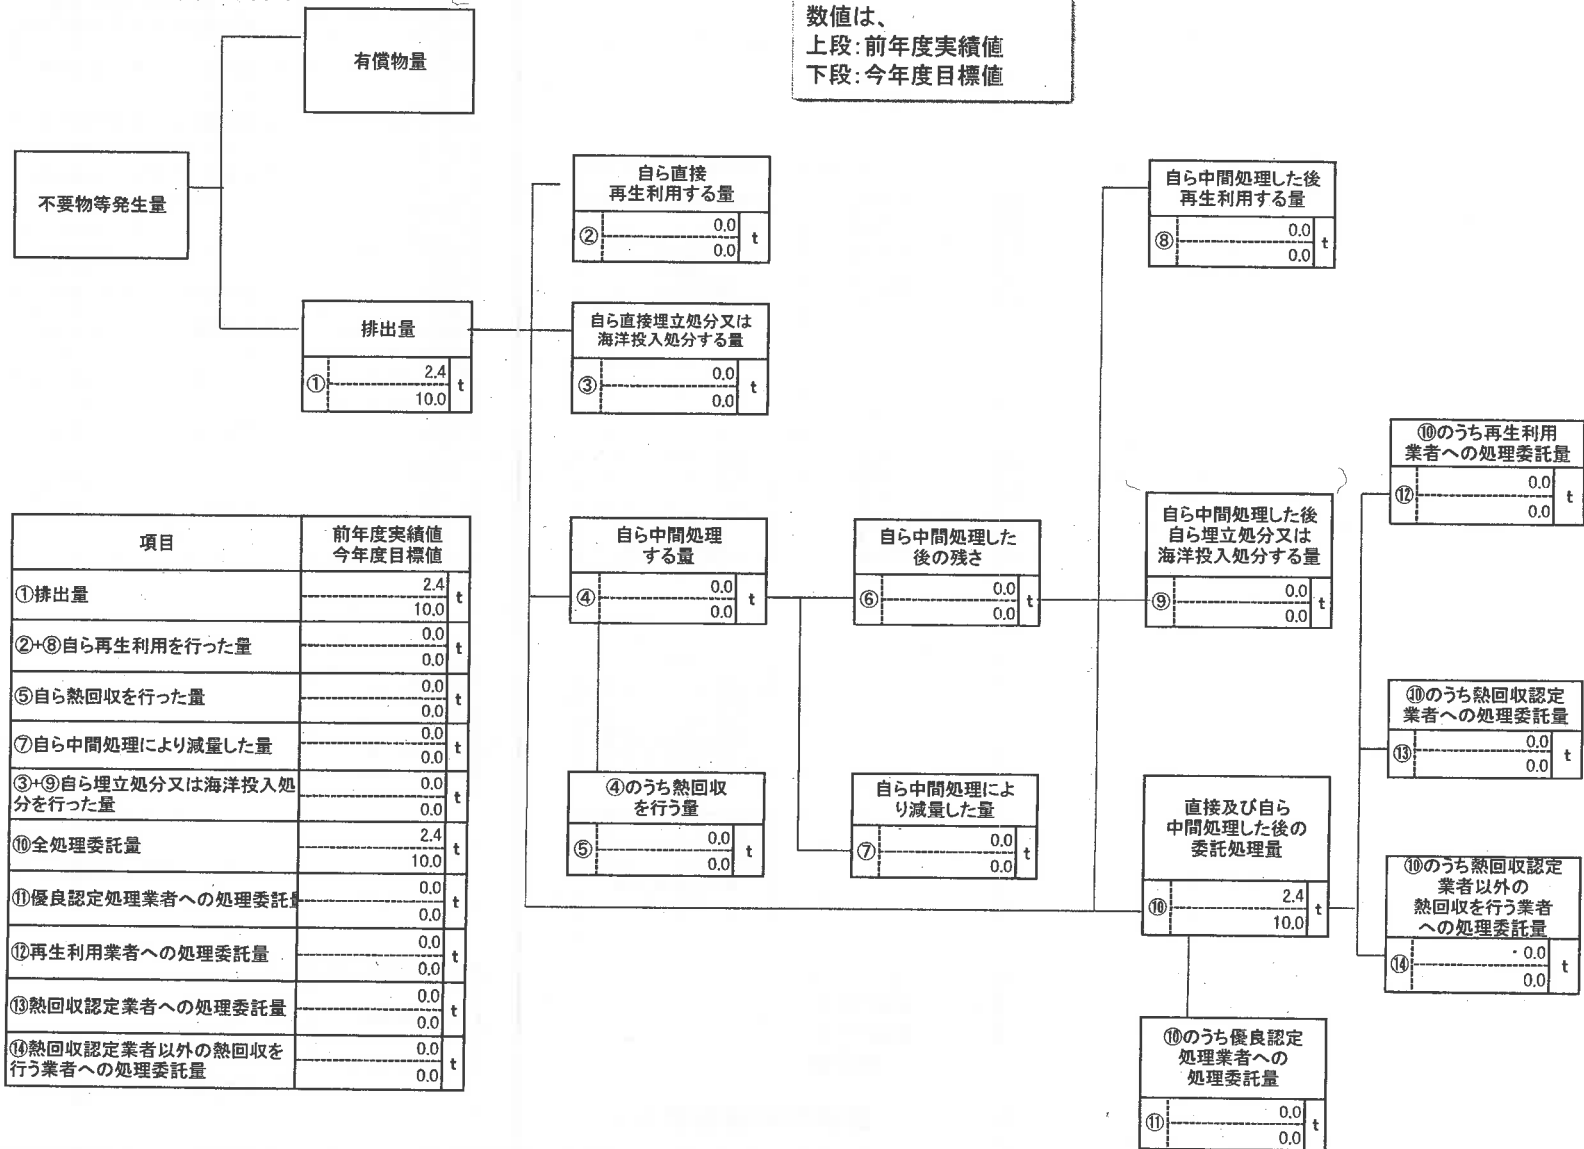 数値は、
上段:前年度実績値
下段:今年度目標値
有償物量
不要物等発生量
排出量
① 2.4 t
10.0
自ら直接
再生利用する量
② 0.0 t
0.0
自ら直接埋立処分又は
海洋投入処分する量
③ 0.0 t
0.0
自ら中間処理
する量
④ 0.0 t
0.0
④のうち熱回収
を行う量
⑤ 0.0 t
0.0
自ら中間処理した
後の残さ
⑥ 0.0 t
0.0
自ら中間処理によ
り減量した量
⑦ 0.0 t
0.0
自ら中間処理した後
再生利用する量
⑧ 0.0 t
0.0
自ら中間処理した後
自ら埋立処分又は
海洋投入処分する量
⑨ 0.0 t
0.0
直接及び自ら
中間処理した後の
委託処理量
⑩ 2.4 t
10.0
⑩のうち優良認定
処理業者への
処理委託量
⑪ 0.0 t
0.0
⑩のうち再生利用
業者への処理委託量
⑫ 0.0 t
0.0
⑩のうち熱回収認定
業者への処理委託量
⑬ 0.0 t
0.0
⑩のうち熱回収認定
業者以外の
熱回収を行う業者
への処理委託量
⑭ 0.0 t
0.0
項目 前年度実績値
今年度目標値
①排出量 2.4 t
10.0
②+⑧自ら再生利用を行った量 0.0 t
0.0
⑤自ら熱回収を行った量 0.0 t
0.0
⑦自ら中間処理により減量した量 0.0 t
0.0
③+⑨自ら埋立処分又は海洋投入処 0.0 t
分を行った量 0.0
⑩全処理委託量 2.4 t
10.0
⑪優良認定処理業者への処理委託 0.0 t
0.0
⑫再生利用業者への処理委託量 0.0 t
0.0
⑬熱回収認定業者への処理委託量 0.0 t
0.0
⑭熱回収認定業者以外の熱回収を 0.0 t
行う業者への処理委託量 0.0